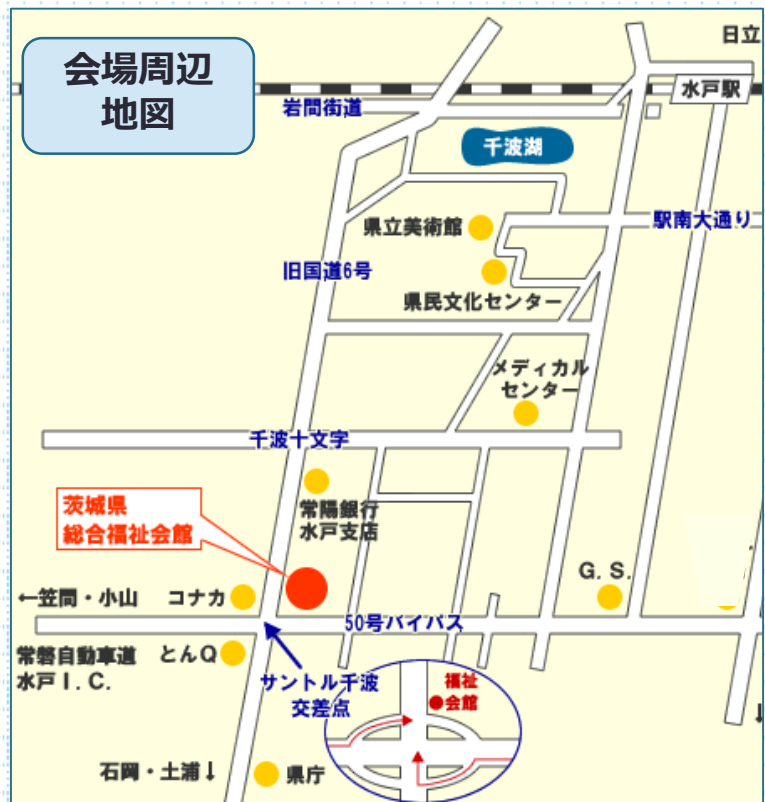 会場周辺
地図
日立
水戸駅
岩間街道
千波湖
県立美術館
駅南大通り
旧国道6号
県民文化センター
メディカル
センター
千波十文字
常陽銀行
水戸支店
茨城県
総合福祉会館
G.S.
←笠間・小山
コナカ
50号バイパス
常磐自動車道
水戸I.C.
とんQ
サントル千波
交差点
福祉
会館
石岡・土浦↓
県庁